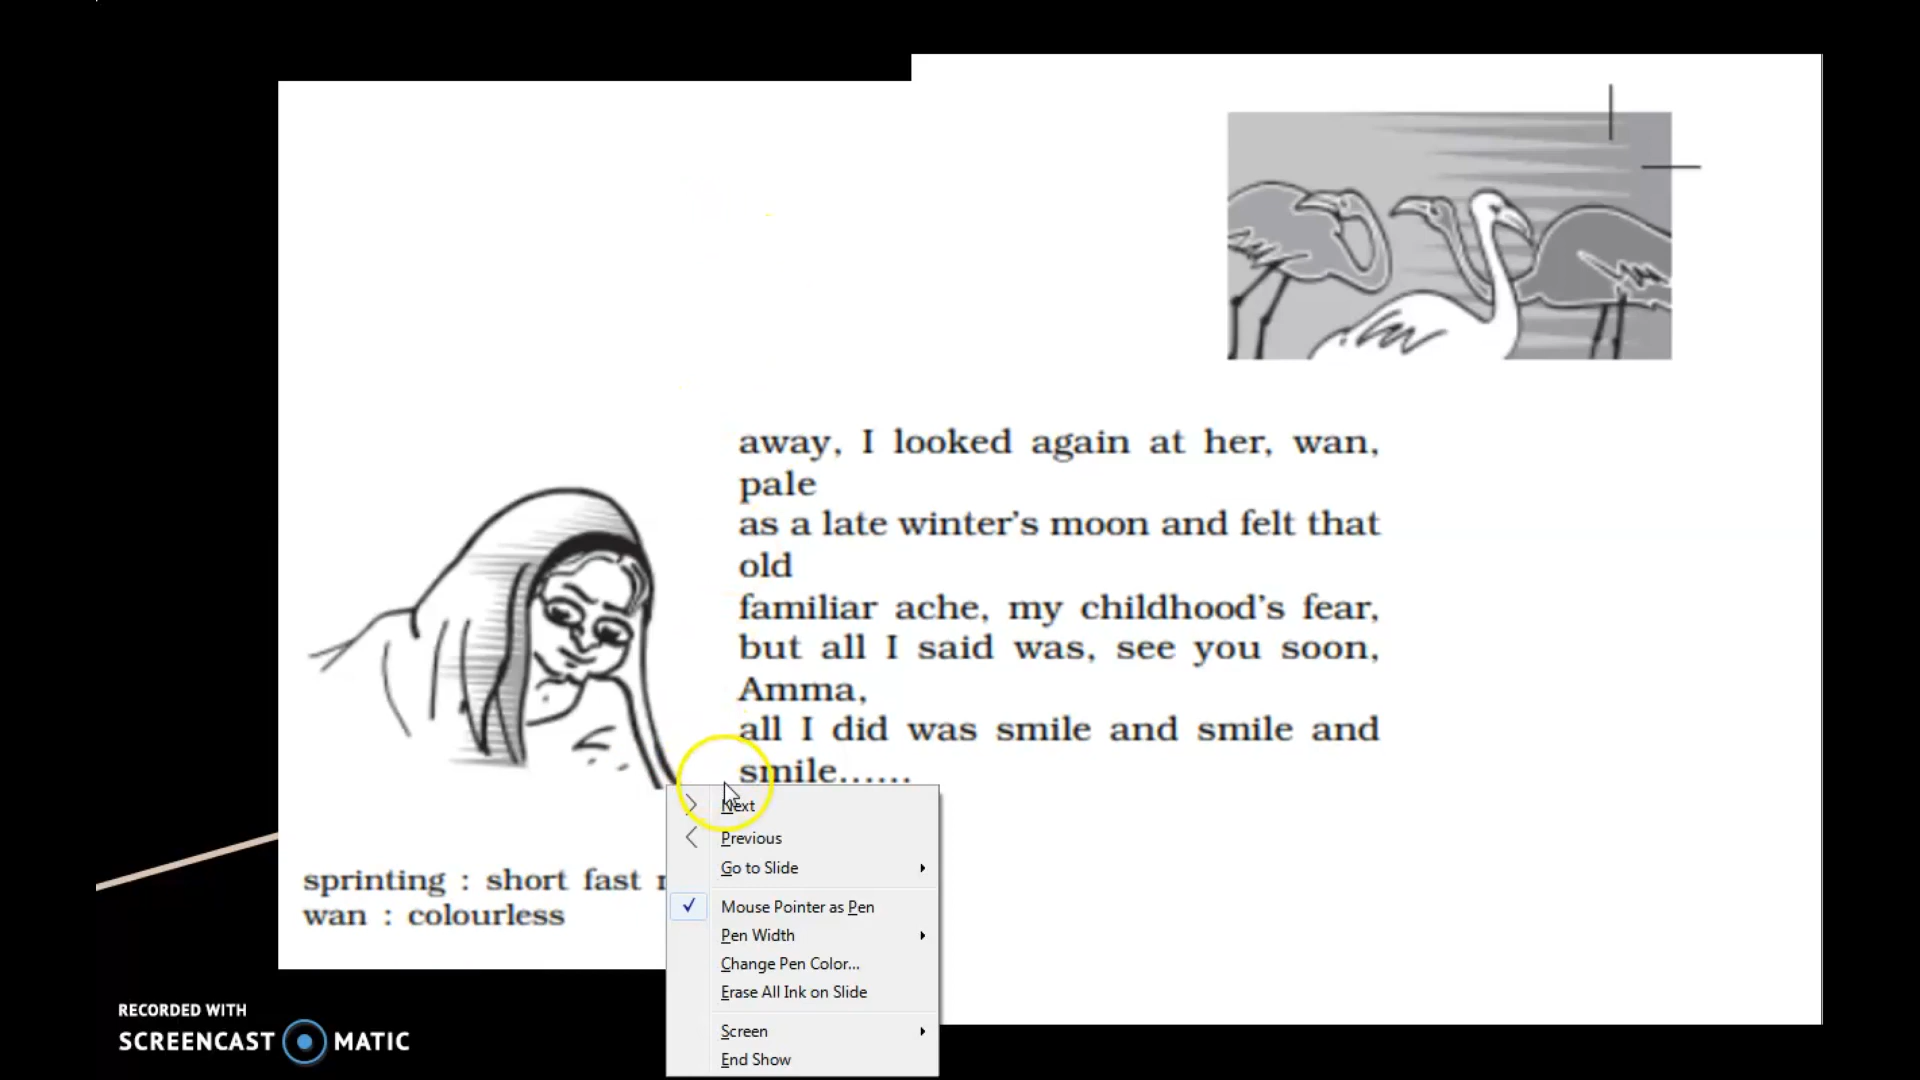 away, I looked again at her, wan,
pale
as a late winter's moon and felt that
old
familiar ache, my childhood's fear,
but all I said was, see you soon,
Amma,
all I did was smile and smile and
smile......
sprinting : short fast
wan : colourless
Next
Previous
Go to Slide
Mouse Pointer as Pen
Pen Width
Change Pen Color...
Erase All Ink on Slide
Screen
End Show
RECORDED WITH
SCREENCAST MATIC